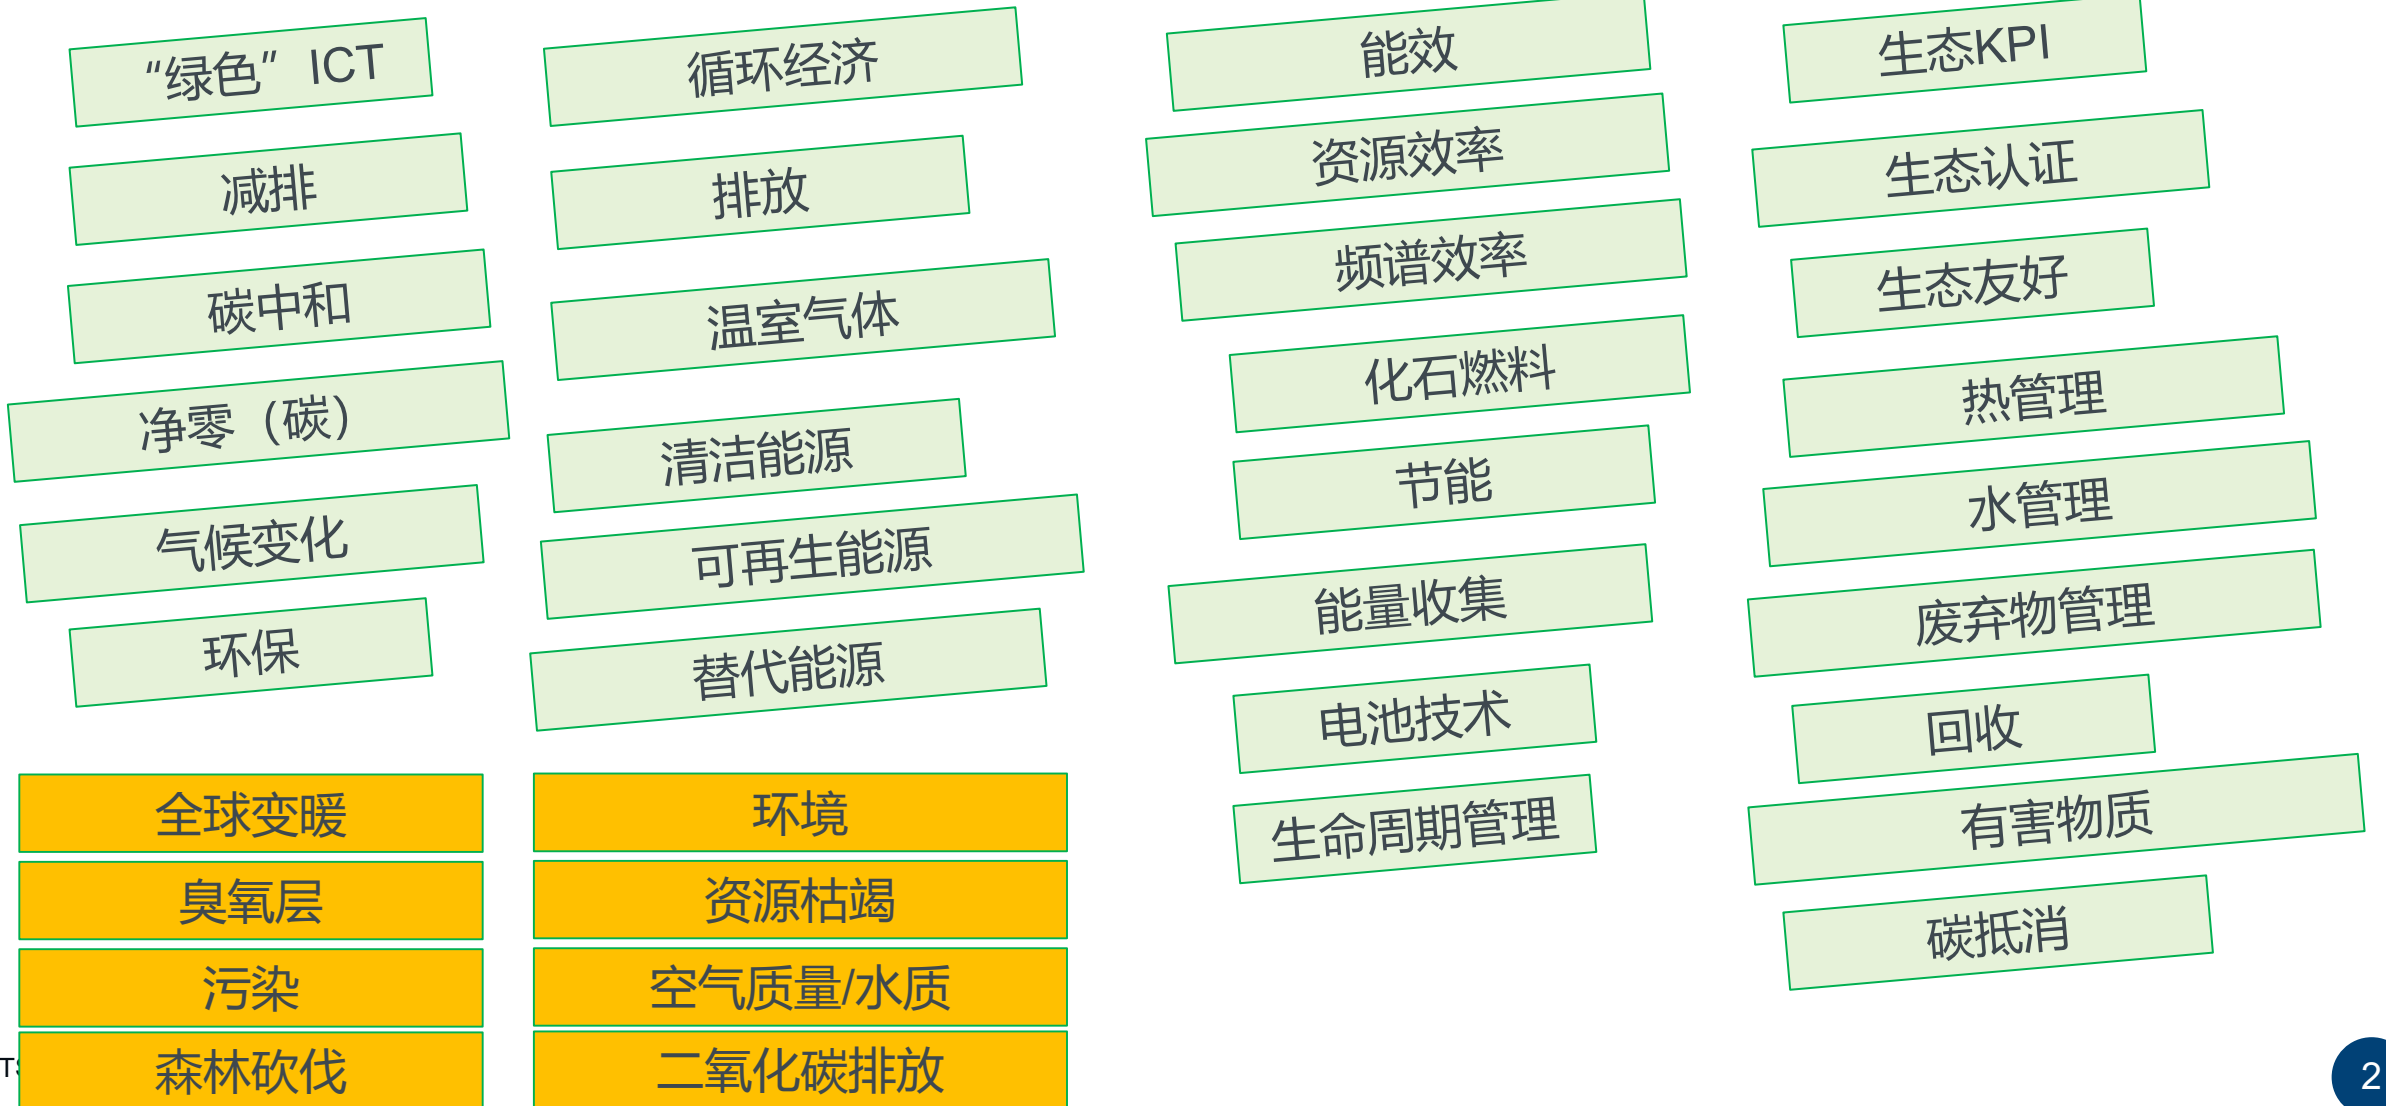 “绿色” ICT
减排
碳中和
净零（碳）
气候变化
环保
循环经济
排放
温室气体
清洁能源
可再生能源
替代能源
能效
资源效率
频谱效率
化石燃料
节能
能量收集
电池技术
生命周期管理
生态KPI
生态认证
生态友好
热管理
水管理
废弃物管理
回收
有害物质
碳抵消
全球变暖
臭氧层
污染
森林砍伐
环境
资源枯竭
空气质量/水质
二氧化碳排放
2